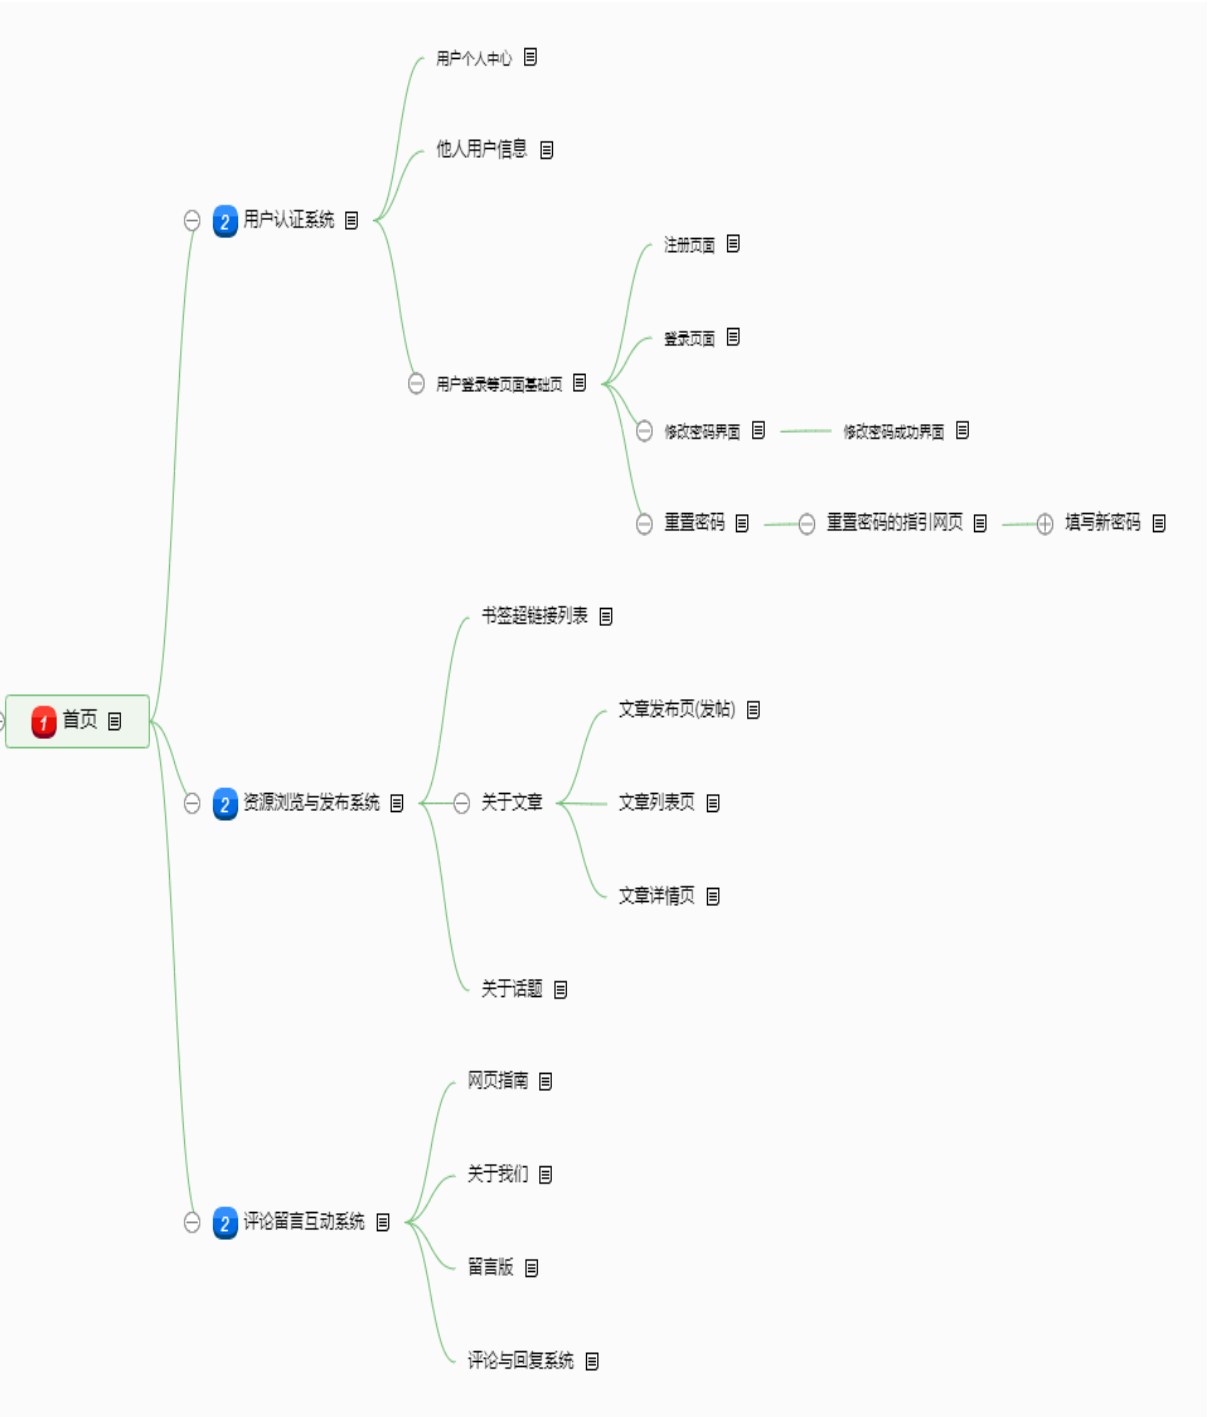 用户个人中心
他人用户信息
2 用户认证系统
注册页面
登录页面
用户登录等页面基础页
修改密码界面
修改密码成功界面
重置密码
重置密码的指引网页
填写新密码
书签超链接列表
文章发布页(发帖)
1 首页
2 资源浏览与发布系统
关于文章
文章列表页
文章详情页
关于话题
网页指南
关于我们
2 评论留言互动系统
留言版
评论与回复系统